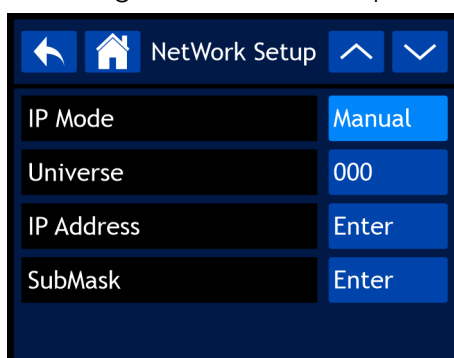 NetWork Setup
IP Mode Manual
Universe 000
IP Address Enter
SubMask Enter